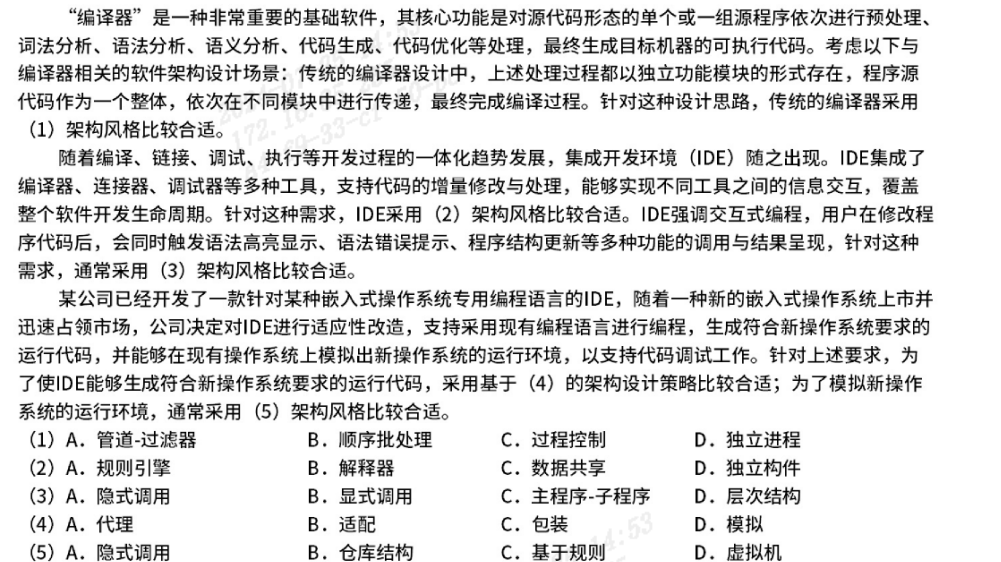 “编译器”是一种非常重要的基础软件，其核心功能是对源代码形态的单个或一组源程序依次进行预处理、
词法分析、语法分析、语义分析、代码生成、代码优化等处理，最终生成目标机器的可执行代码。考虑以下与
编译器相关的软件架构设计场景：传统的编译器设计中，上述处理过程都以独立功能模块的形式存在，程序源
代码作为一个整体，依次在不同模块中进行传递，最终完成编译过程。针对这种设计思路，传统的编译器采用
（1）架构风格比较合适。
随着编译、链接、调试、执行等开发过程的一体化趋势发展，集成开发环境（IDE）随之出现。IDE集成了
编译器、连接器、调试器等多种工具，支持代码的增量修改与处理，能够实现不同工具之间的信息交互，覆盖
整个软件开发生命周期。针对这种需求，IDE采用（2）架构风格比较合适。IDE强调交互式编程，用户在修改程
序代码后，会同时触发语法高亮显示、语法错误提示、程序结构更新等多种功能的调用与结果呈现，针对这种
需求，通常采用（3）架构风格比较合适。
某公司已经开发了一款针对某种嵌入式操作系统专用编程语言的IDE，随着一种新的嵌入式操作系统上市并
迅速占领市场，公司决定对IDE进行适应性改造，支持采用现有编程语言进行编程，生成符合新操作系统要求的
运行代码，并能够在现有操作系统上模拟出新操作系统的运行环境，以支持代码调试工作。针对上述要求，为
了使IDE能够生成符合新操作系统要求的运行代码，采用基于（4）的架构设计策略比较合适；为了模拟新操作
系统的运行环境，通常采用（5）架构风格比较合适。
（1）A．管道-过滤器 B．顺序批处理 C．过程控制 D．独立进程
（2）A．规则引擎 B．解释器 C．数据共享 D．独立构件
（3）A．隐式调用 B．显式调用 C．主程序-子程序 D．层次结构
（4）A．代理 B．适配 C．包装 D．模拟
（5）A．隐式调用 B．仓库结构 C．基于规则 D．虚拟机